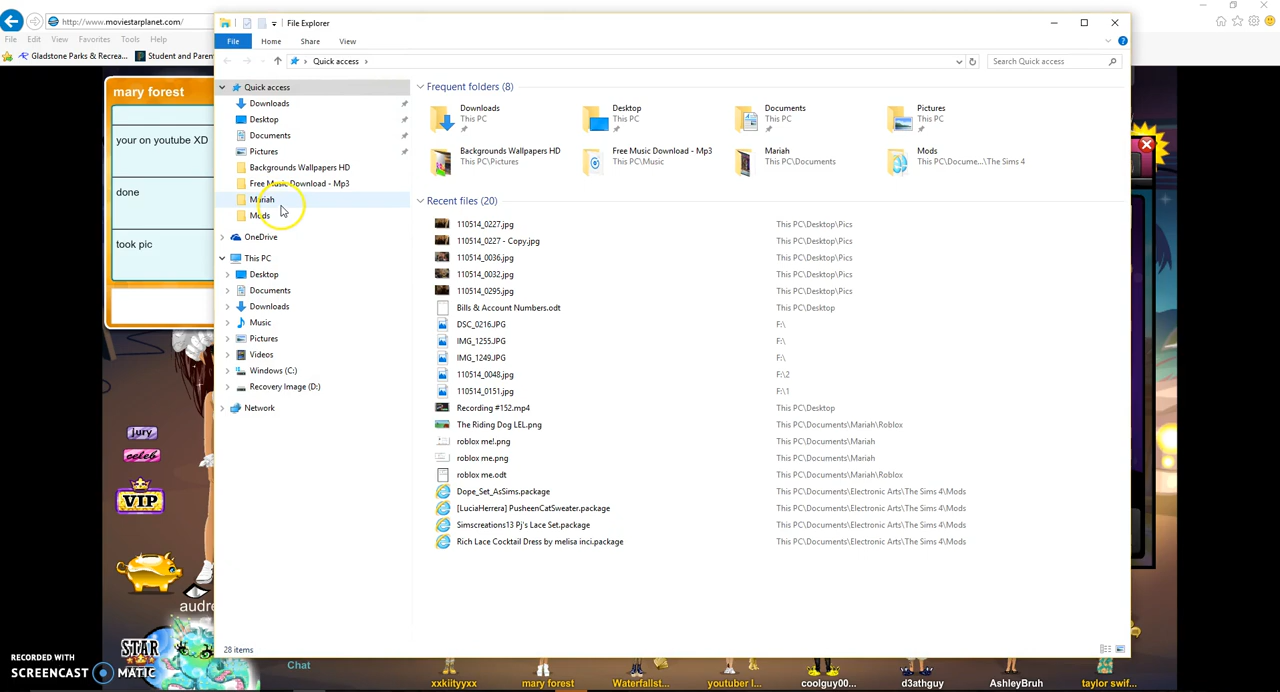 http://www.moviestarplanet.com/
File Edit View Favorites Tools Help
Gladstone Parks & Recrea...
Student and Paren
File Explorer
File Home Share View
Quick access
Search Quick access
mary forest
your on youtube XD
done
took pic
Quick access
Downloads
Desktop
Documents
Pictures
Backgrounds Wallpapers HD
Free Music Download - Mp3
Mariah
Mods
OneDrive
This PC
Desktop
Documents
Downloads
Music
Pictures
Videos
Windows (C:)
Recovery Image (D:)
Network
Frequent folders (8)
Downloads
This PC
Desktop
This PC
Documents
This PC
Pictures
This PC
Backgrounds Wallpapers HD
This PC\Pictures
Free Music Download - Mp3
This PC\Music
Mariah
This PC\Documents
Mods
This PC\Docume...\The Sims 4
Recent files (20)
110514_0227.jpg This PC\Desktop\Pics
110514_0227 - Copy.jpg This PC\Desktop\Pics
110514_0036.jpg This PC\Desktop\Pics
110514_0032.jpg This PC\Desktop\Pics
110514_0295.jpg This PC\Desktop\Pics
Bills & Account Numbers.odt This PC\Desktop
DSC_0216.JPG F:\
IMG_1255.JPG F:\
IMG_1249.JPG F:\
110514_0048.jpg F:\2
110514_0151.jpg F:\1
Recording #152.mp4 This PC\Desktop
The Riding Dog LEL.png This PC\Documents\Mariah\Roblox
roblox me!.png This PC\Documents\Mariah
roblox me.png This PC\Documents\Mariah
roblox me.odt This PC\Documents\Mariah\Roblox
Dope_Set_AsSims.package This PC\Documents\Electronic Arts\The Sims 4\Mods
[LuciaHerrera] PusheenCatSweater.package This PC\Documents\Electronic Arts\The Sims 4\Mods
Simscreations13 Pj's Lace Set.package This PC\Documents\Electronic Arts\The Sims 4\Mods
Rich Lace Cocktail Dress by melisa inci.package This PC\Documents\Electronic Arts\The Sims 4\Mods
28 items
jury
celeb
VIP
audre
STAR
Chat
xxkiityyxx
mary forest
Waterfallst...
youtuber l...
coolguy00...
d3athguy
AshleyBruh
taylor swif...
RECORDED WITH
SCREENCAST MATIC